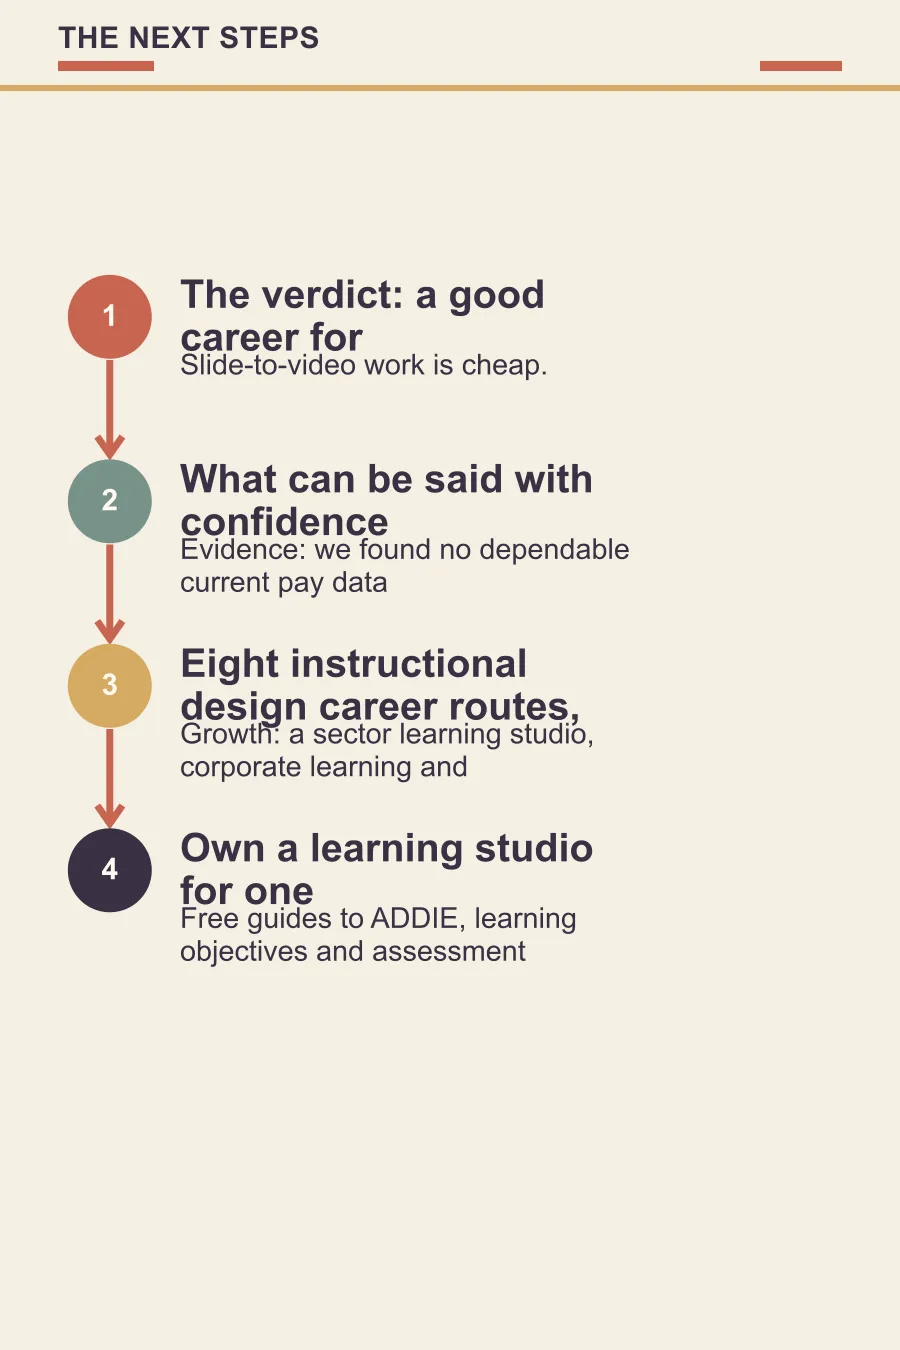 THE NEXT STEPS
1
The verdict: a good
career for
Slide-to-video work is cheap.
2
What can be said with
confidence
Evidence: we found no dependable
current pay data
3
Eight instructional
design career routes,
Growth: a sector learning studio,
corporate learning and
4
Own a learning studio
for one
Free guides to ADDIE, learning
objectives and assessment